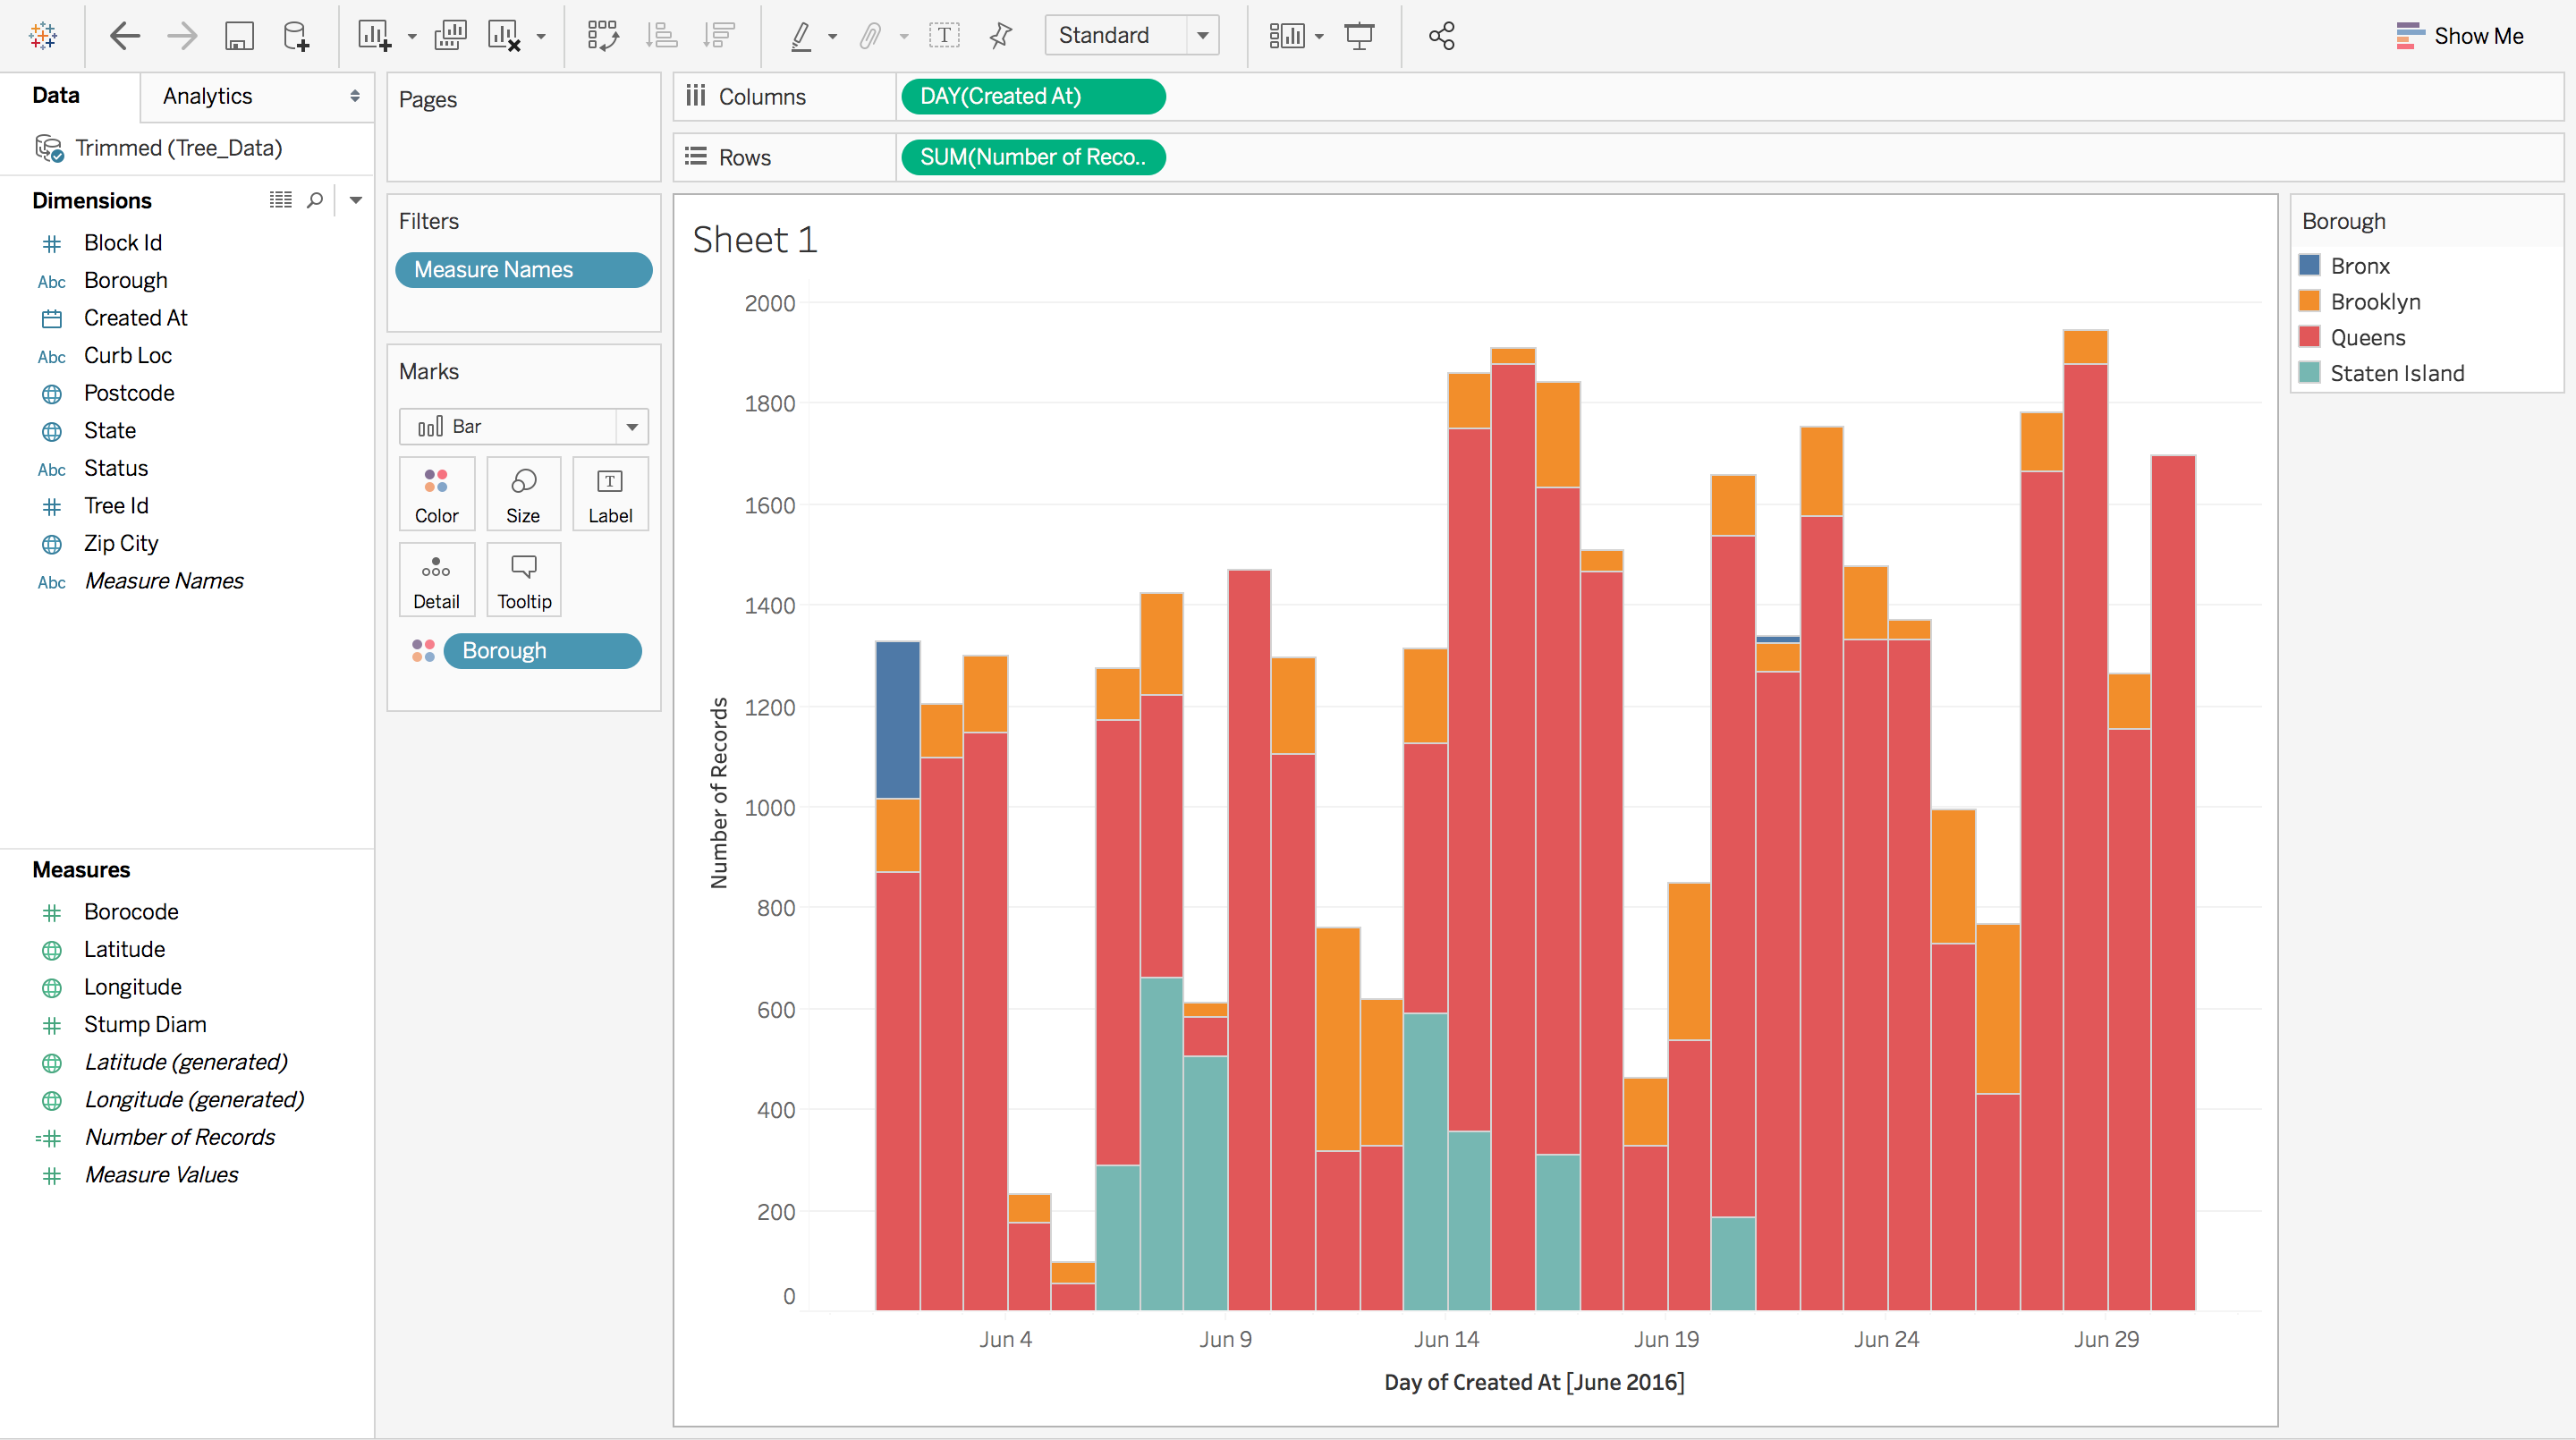 Standard
Show Me
Data
Analytics
Trimmed (Tree_Data)
Dimensions
# Block Id
Abc Borough
Created At
Abc Curb Loc
Postcode
State
Abc Status
# Tree Id
Zip City
Abc Measure Names
Measures
# Borocode
Latitude
Longitude
# Stump Diam
Latitude (generated)
Longitude (generated)
=# Number of Records
# Measure Values
Pages
Filters
Measure Names
Marks
Bar
Color
Size
T
Label
Detail
Tooltip
Borough
Columns
DAY(Created At)
Rows
SUM(Number of Reco..
Sheet 1
2000
1800
1600
1400
1200
1000
800
600
400
200
0
Number of Records
Jun 4
Jun 9
Jun 14
Jun 19
Jun 24
Jun 29
Day of Created At [June 2016]
Borough
Bronx
Brooklyn
Queens
Staten Island